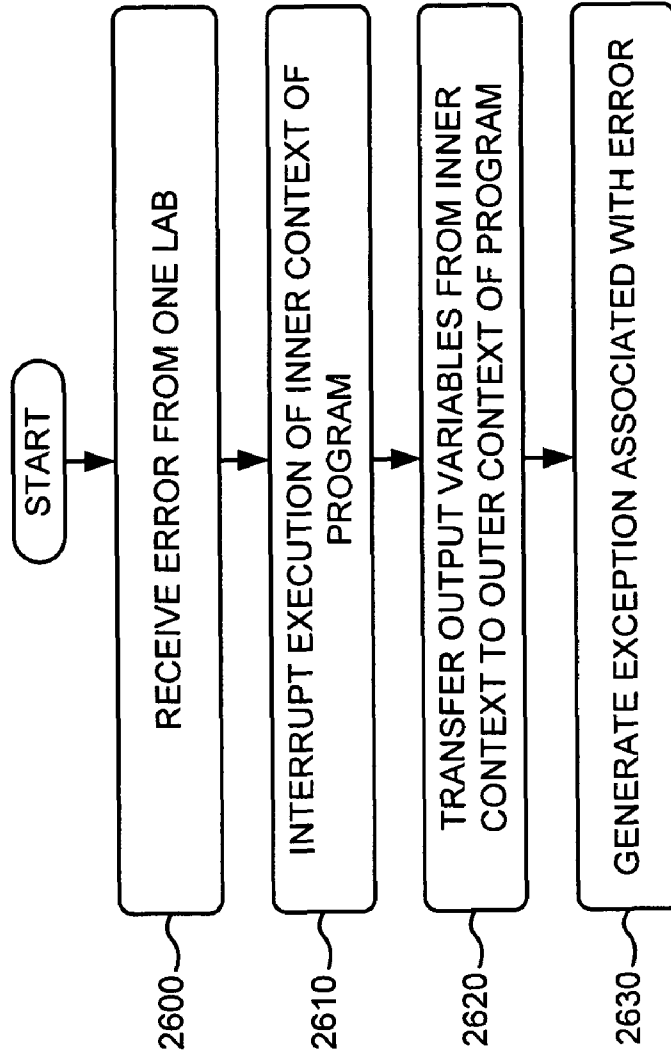 START
2600
RECEIVE ERROR FROM ONE LAB
2610
INTERRUPT EXECUTION OF INNER CONTEXT OF
PROGRAM
2620
TRANSFER OUTPUT VARIABLES FROM INNER
CONTEXT TO OUTER CONTEXT OF PROGRAM
2630
GENERATE EXCEPTION ASSOCIATED WITH ERROR